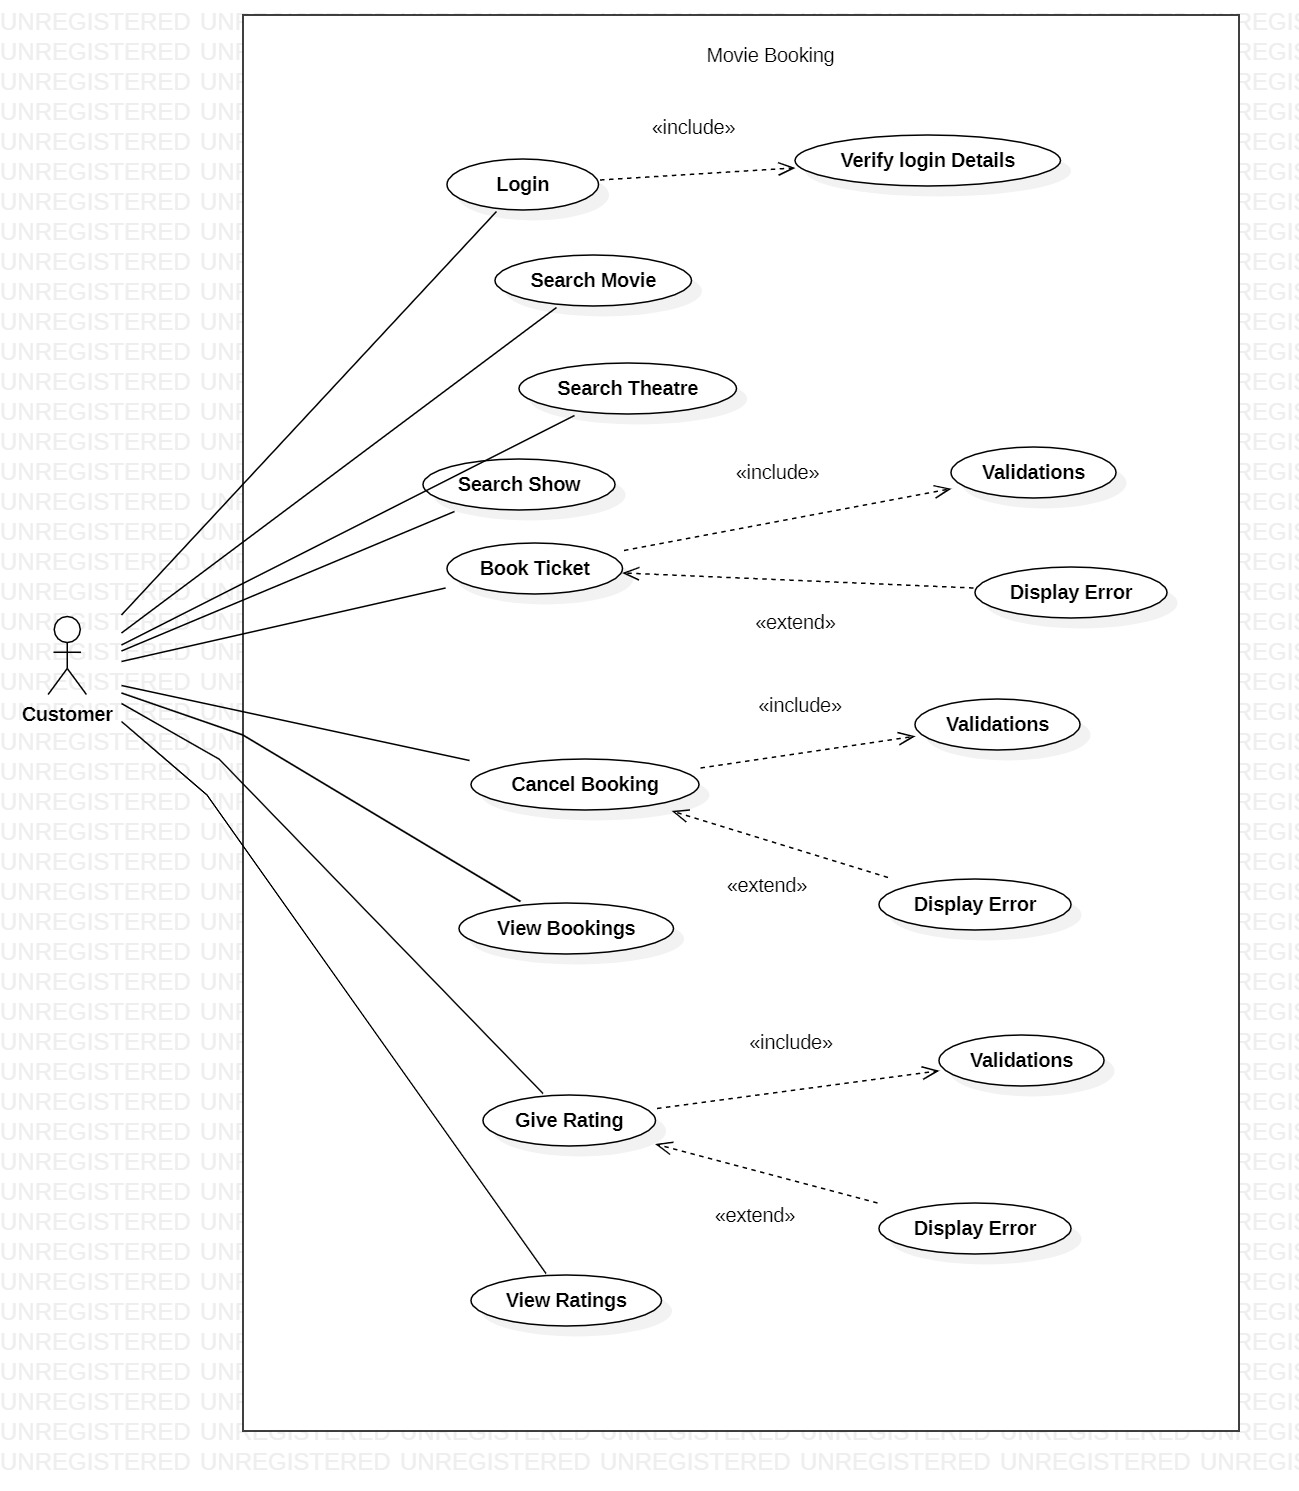 Movie Booking
«include»
Verify login Details
Login
Search Movie
Search Theatre
«include»
Validations
Search Show
Book Ticket
Display Error
«extend»
Customer
«include»
Validations
Cancel Booking
«extend»
Display Error
View Bookings
«include»
Validations
Give Rating
«extend»
Display Error
View Ratings
UNREGISTERED UNREGISTERED UNREGISTERED UNREGISTERED UNREGISTERED UNREGISTERED